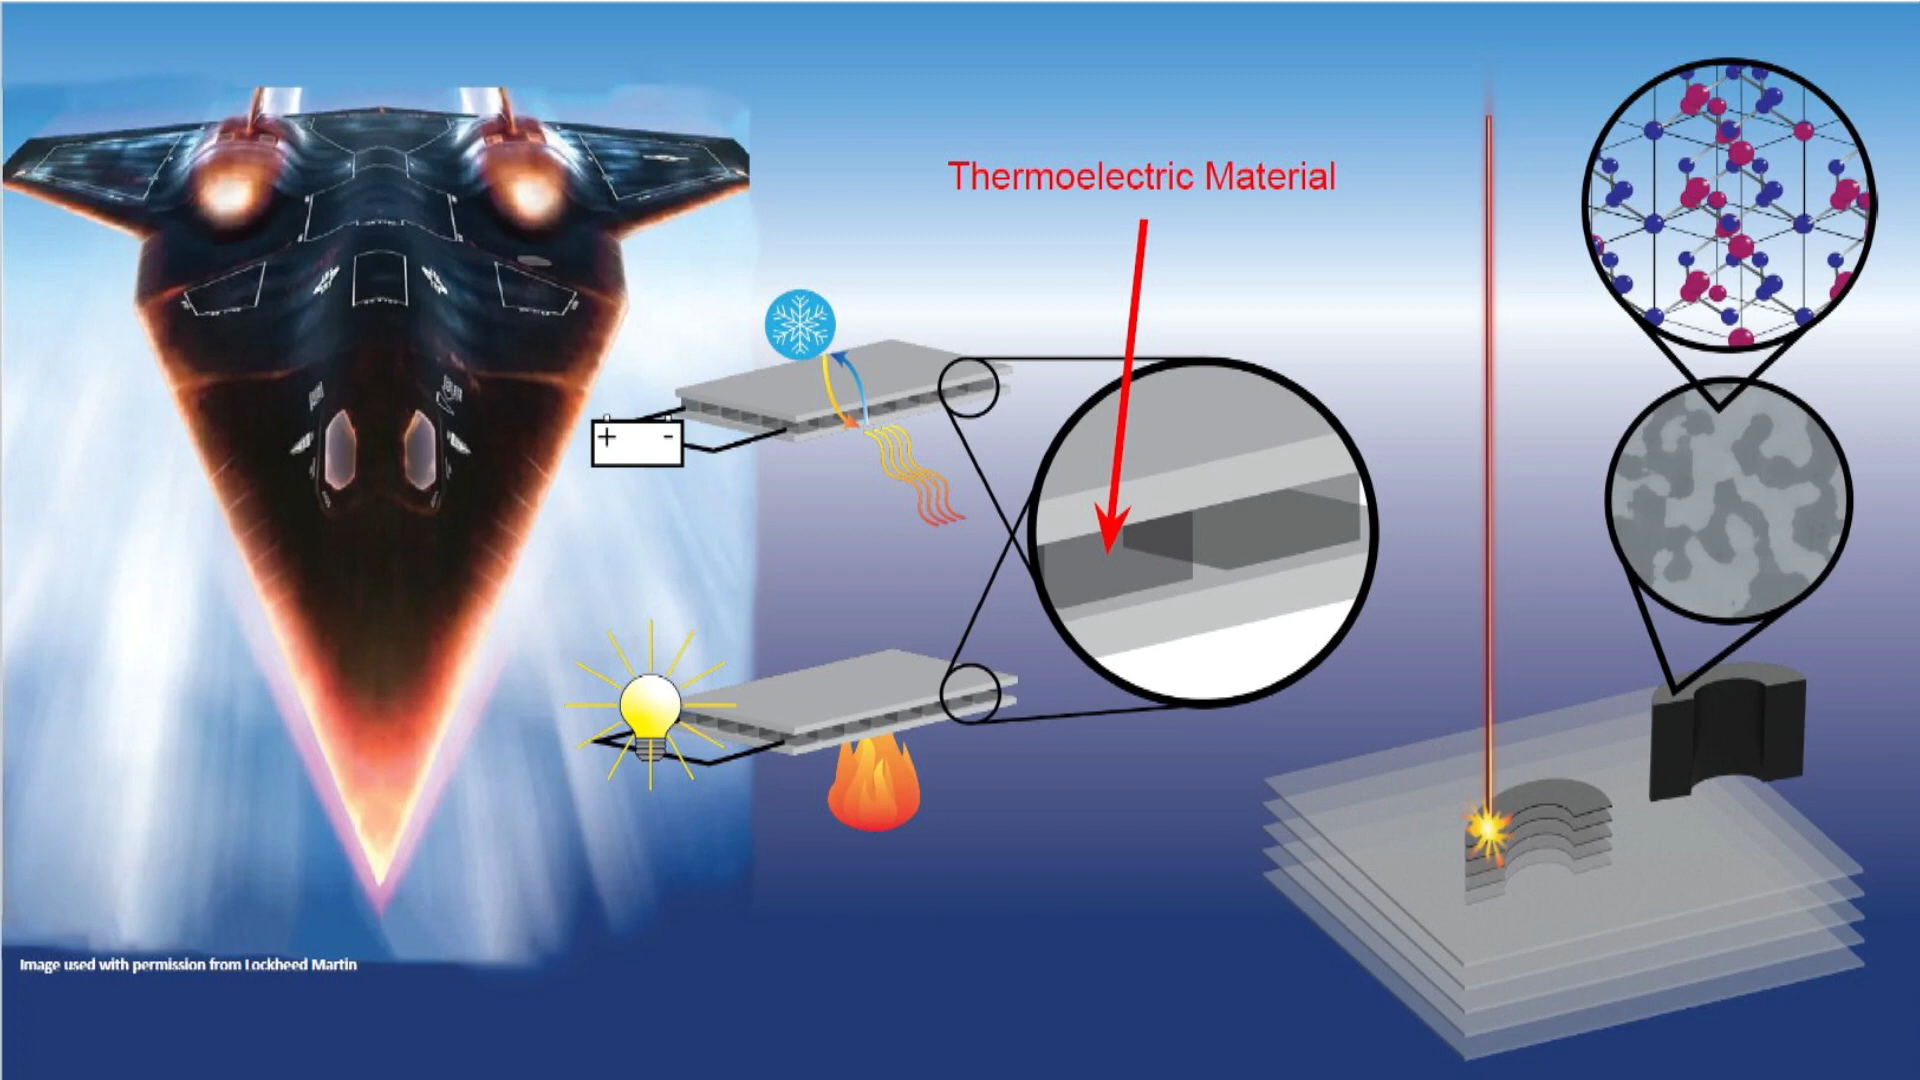 Thermoelectric Material
+ -
Image used with permission from Lockheed Martin